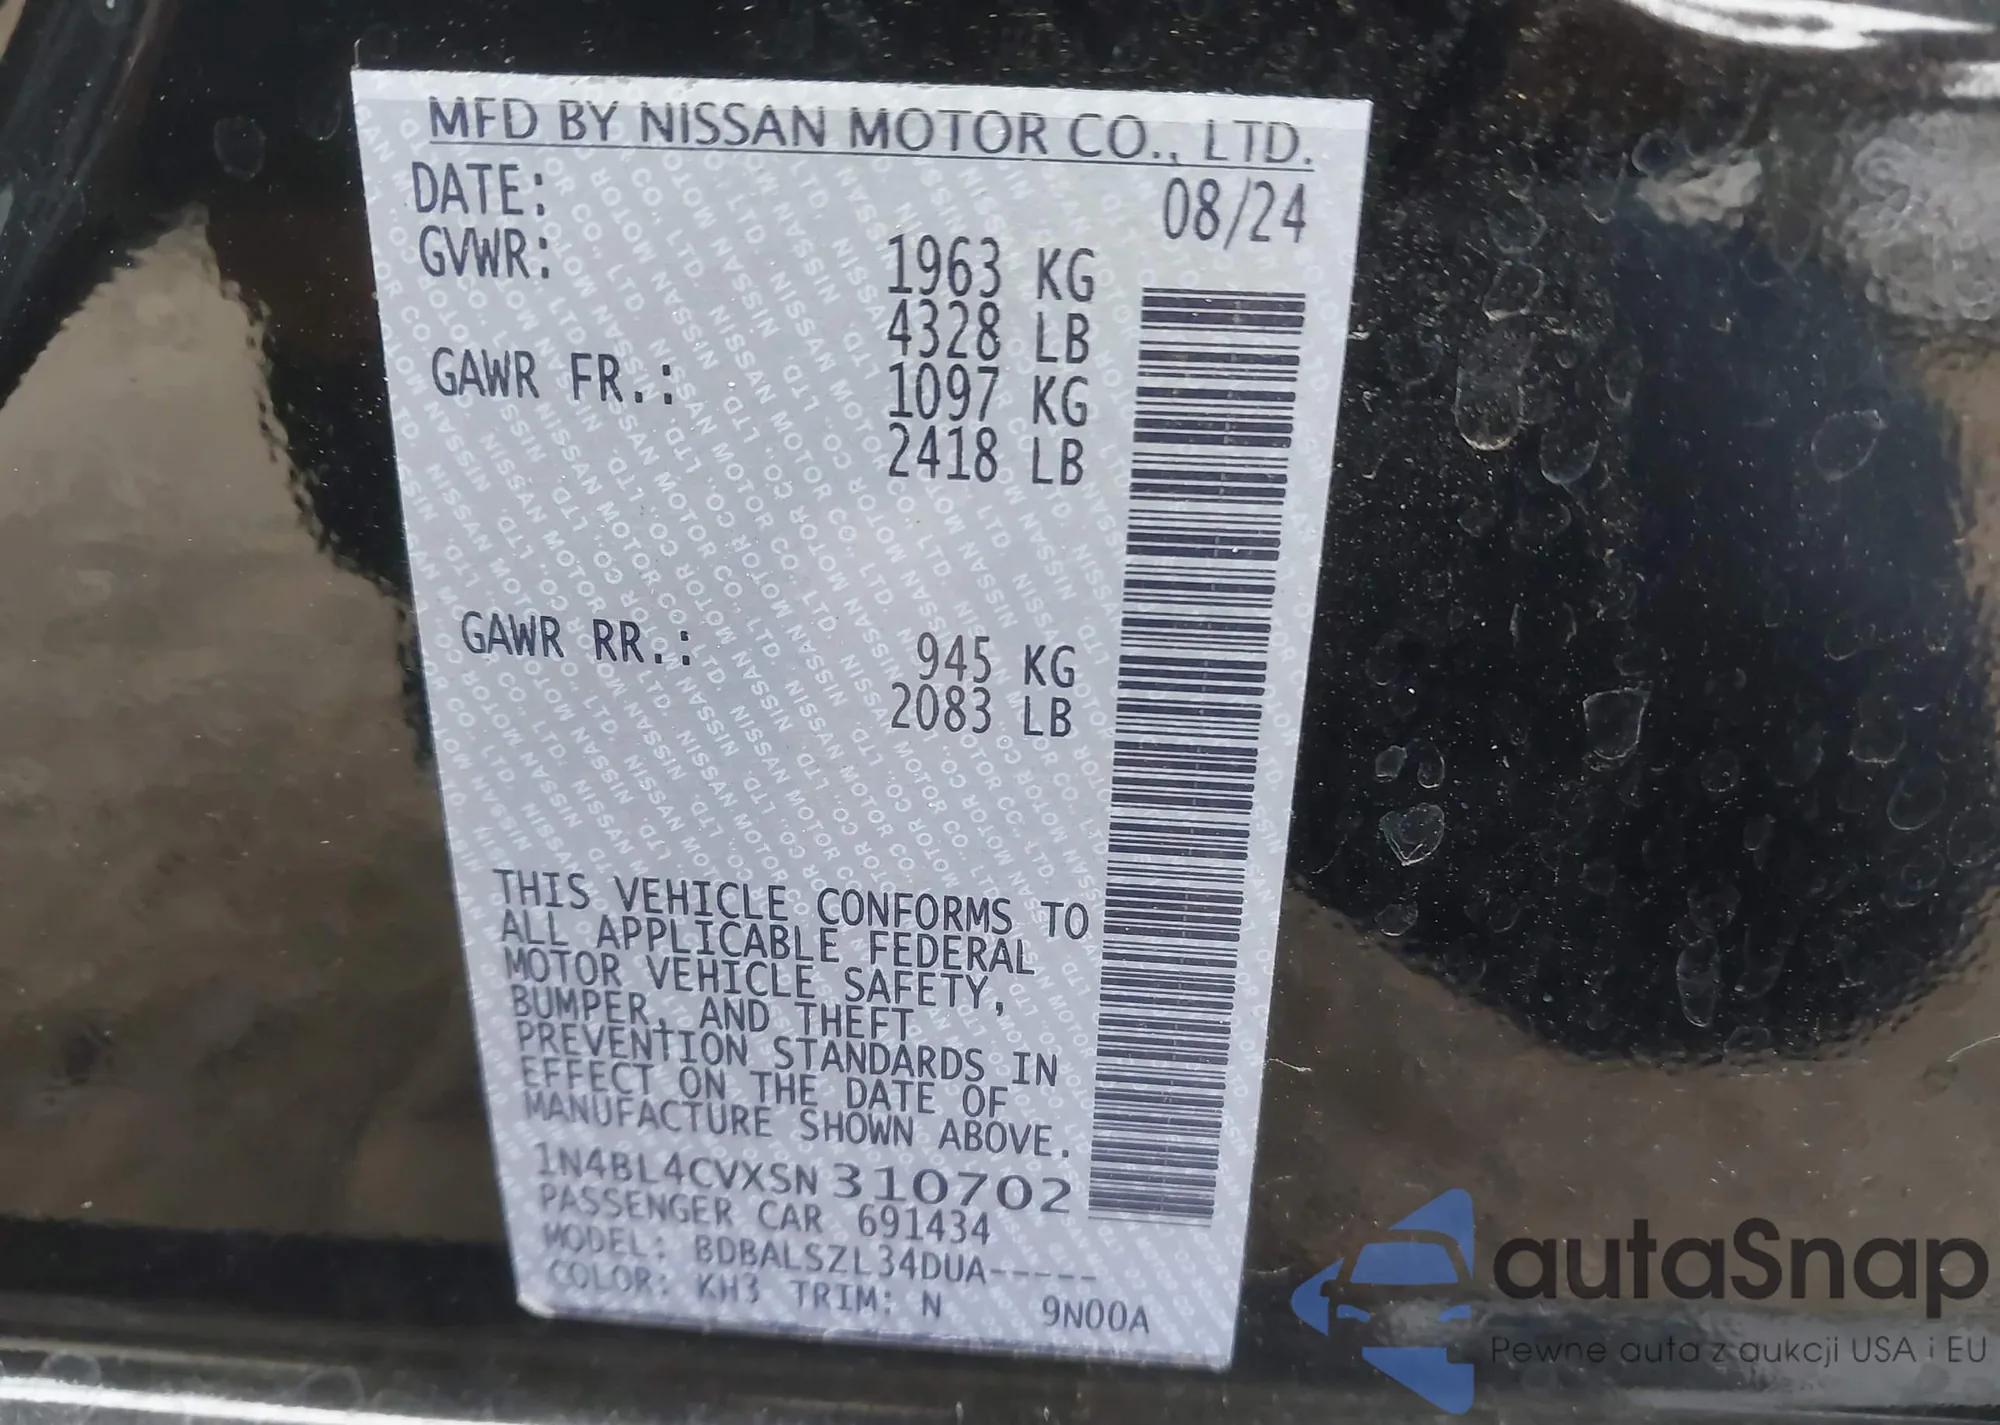 MFD BY NISSAN MOTOR CO., LTD.
DATE: 08/24
GVWR: 1963 KG
4328 LB
GAWR FR.: 1097 KG
2418 LB
GAWR RR.: 945 KG
2083 LB
THIS VEHICLE CONFORMS TO
ALL APPLICABLE FEDERAL
MOTOR VEHICLE SAFETY,
BUMPER, AND THEFT
PREVENTION STANDARDS IN
EFFECT ON THE DATE OF
MANUFACTURE SHOWN ABOVE.
1N4BL4CVXSN310702
PASSENGER CAR 691434
MODEL: BDBALSZL34DUA-----
COLOR: KH3 TRIM: N 9N00A
autaSnap
Pewne auta z aukcji USA i EU